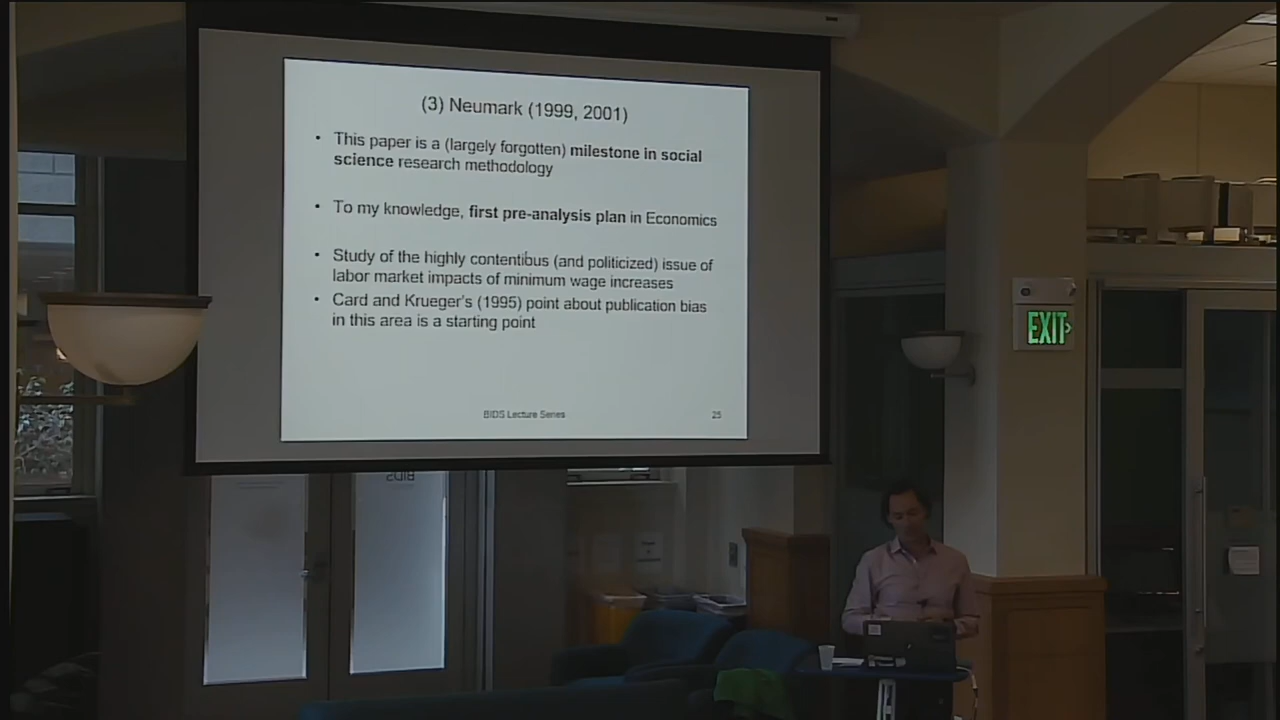 (3) Neumark (1999, 2001)
• This paper is a (largely forgotten) milestone in social
science research methodology
• To my knowledge, first pre-analysis plan in Economics
• Study of the highly contentious (and politicized) issue of
labor market impacts of minimum wage increases
• Card and Krueger's (1995) point about publication bias
in this area is a starting point
BIDS Lecture Series
25
EXIT
BIDS